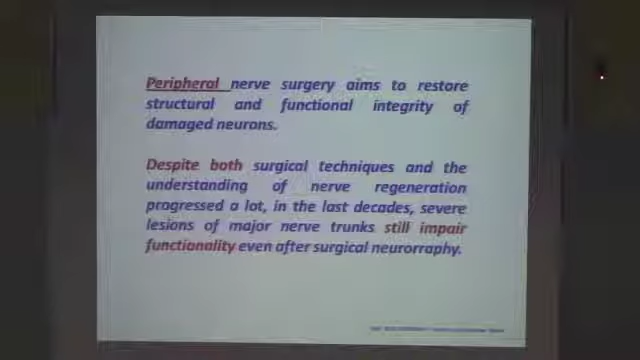 Peripheral nerve surgery aims to restore
structural and functional integrity of
damaged neurons.
Despite both surgical techniques and the
understanding of nerve regeneration
progressed a lot, in the last decades, severe
lesions of major nerve trunks still impair
functionality even after surgical neurorraphy.